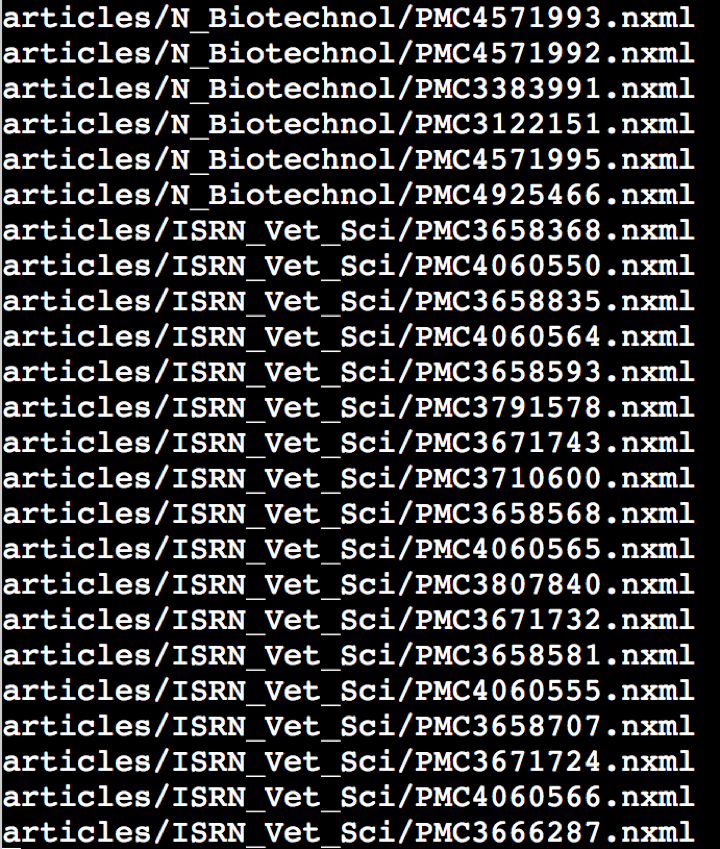 articles/N_Biotechnol/PMC4571993.nxml
articles/N_Biotechnol/PMC4571992.nxml
articles/N_Biotechnol/PMC3383991.nxml
articles/N_Biotechnol/PMC3122151.nxml
articles/N_Biotechnol/PMC4571995.nxml
articles/N_Biotechnol/PMC4925466.nxml
articles/ISRN_Vet_Sci/PMC3658368.nxml
articles/ISRN_Vet_Sci/PMC4060550.nxml
articles/ISRN_Vet_Sci/PMC3658835.nxml
articles/ISRN_Vet_Sci/PMC4060564.nxml
articles/ISRN_Vet_Sci/PMC3658593.nxml
articles/ISRN_Vet_Sci/PMC3791578.nxml
articles/ISRN_Vet_Sci/PMC3671743.nxml
articles/ISRN_Vet_Sci/PMC3710600.nxml
articles/ISRN_Vet_Sci/PMC3658568.nxml
articles/ISRN_Vet_Sci/PMC4060565.nxml
articles/ISRN_Vet_Sci/PMC3807840.nxml
articles/ISRN_Vet_Sci/PMC3671732.nxml
articles/ISRN_Vet_Sci/PMC3658581.nxml
articles/ISRN_Vet_Sci/PMC4060555.nxml
articles/ISRN_Vet_Sci/PMC3658707.nxml
articles/ISRN_Vet_Sci/PMC3671724.nxml
articles/ISRN_Vet_Sci/PMC4060566.nxml
articles/ISRN_Vet_Sci/PMC3666287.nxml